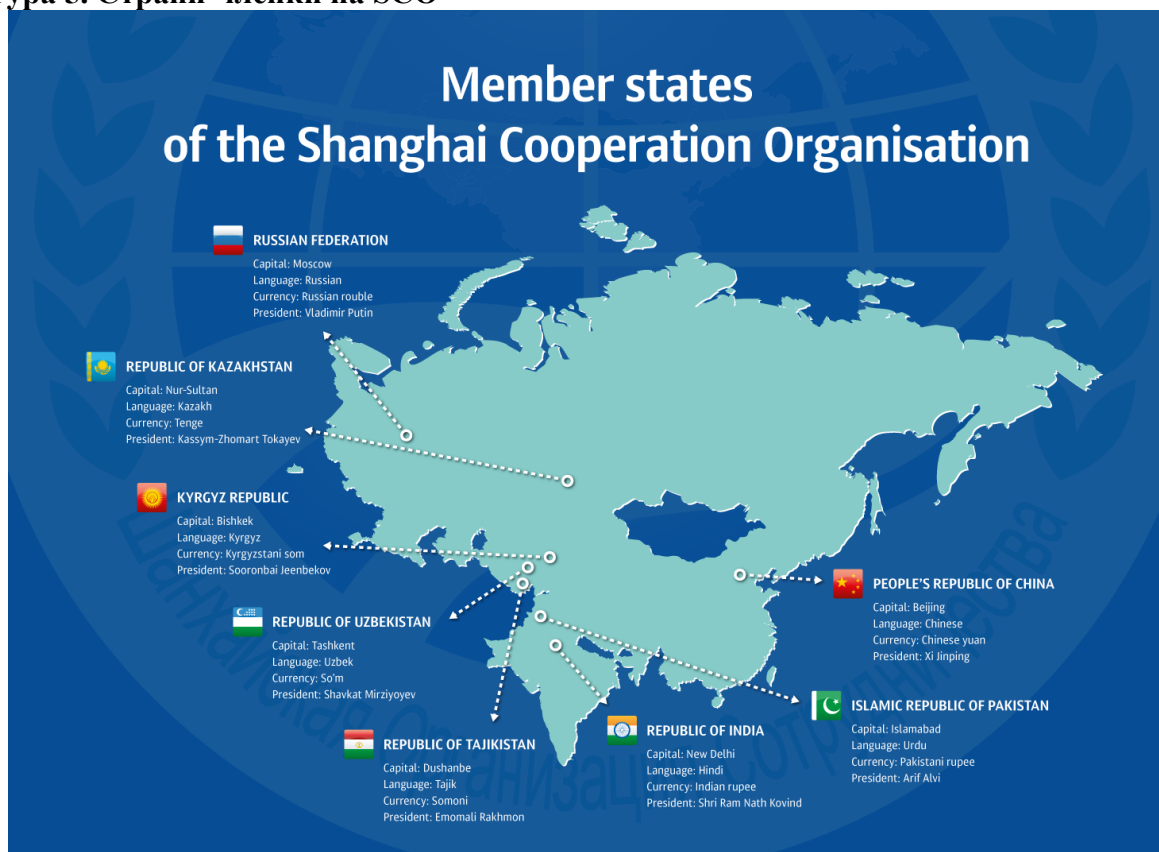 Страни-членки на SCO
Member states
of the Shanghai Cooperation Organisation
RUSSIAN FEDERATION
Capital: Moscow
Language: Russian
Currency: Russian rouble
President: Vladimir Putin
REPUBLIC OF KAZAKHSTAN
Capital: Nur-Sultan
Language: Kazakh
Currency: Tenge
President: Kassym-Zhomart Tokayev
KYRGYZ REPUBLIC
Capital: Bishkek
Language: Kyrgyz
Currency: Kyrgyzstani som
President: Sooronbai Jeenbekov
REPUBLIC OF UZBEKISTAN
Capital: Tashkent
Language: Uzbek
Currency: So'm
President: Shavkat Mirziyoyev
REPUBLIC OF TAJIKISTAN
Capital: Dushanbe
Language: Tajik
Currency: Somoni
President: Emomali Rakhmon
REPUBLIC OF INDIA
Capital: New Delhi
Language: Hindi
Currency: Indian rupee
President: Shri Ram Nath Kovind
PEOPLE'S REPUBLIC OF CHINA
Capital: Beijing
Language: Chinese
Currency: Chinese yuan
President: Xi Jinping
ISLAMIC REPUBLIC OF PAKISTAN
Capital: Islamabad
Language: Urdu
Currency: Pakistani rupee
President: Arif Alvi